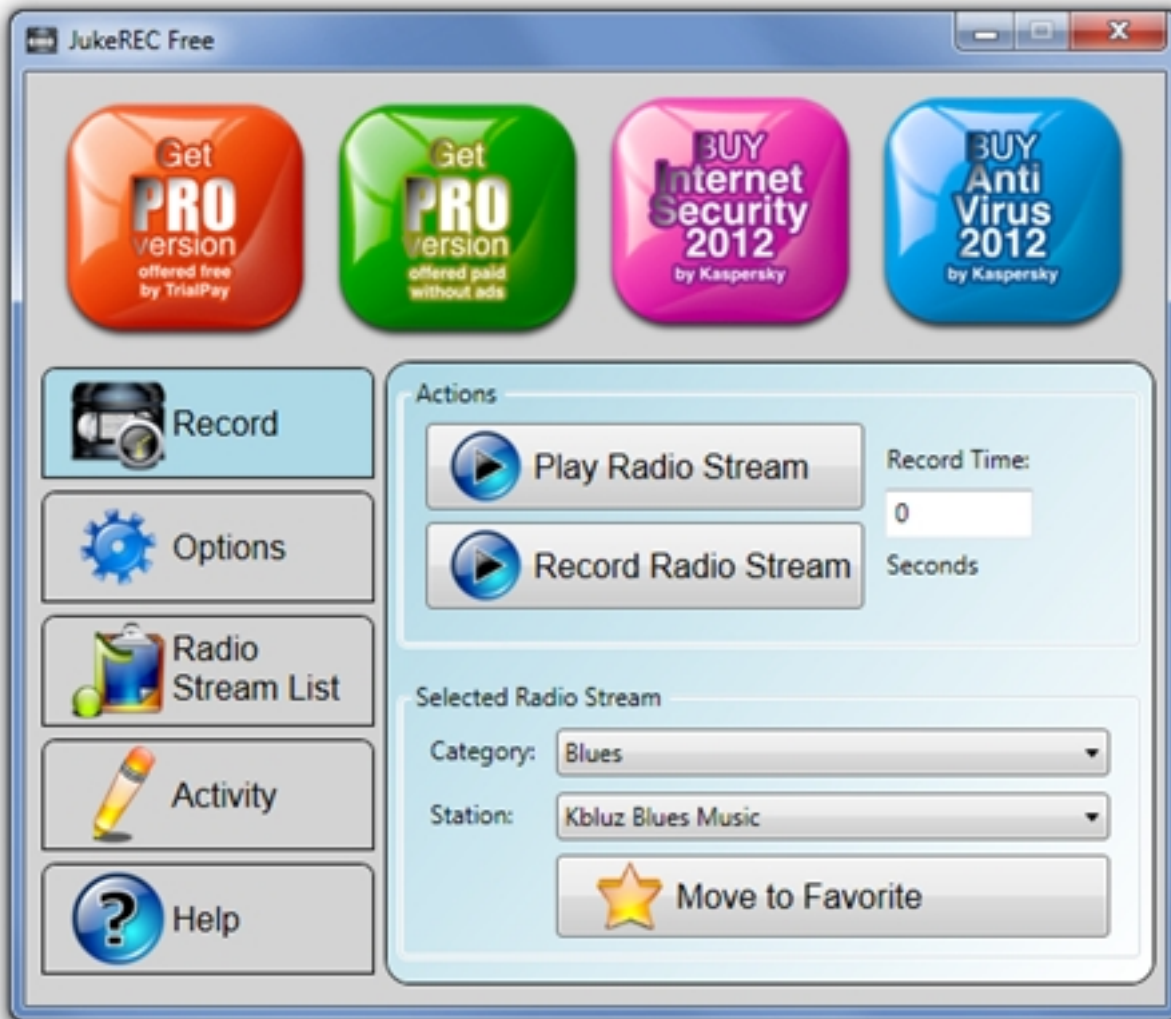 JukeREC Free
Get
PRO
version
offered free
by TrialPay
Get
PRO
version
offered paid
without ads
BUY
Internet
Security
2012
by Kaspersky
BUY
Anti
Virus
2012
by Kaspersky
Record
Options
Radio
Stream List
Activity
Help
Actions
Play Radio Stream
Record Radio Stream
Record Time:
0
Seconds
Selected Radio Stream
Category:
Blues
Station:
Kbluz Blues Music
Move to Favorite